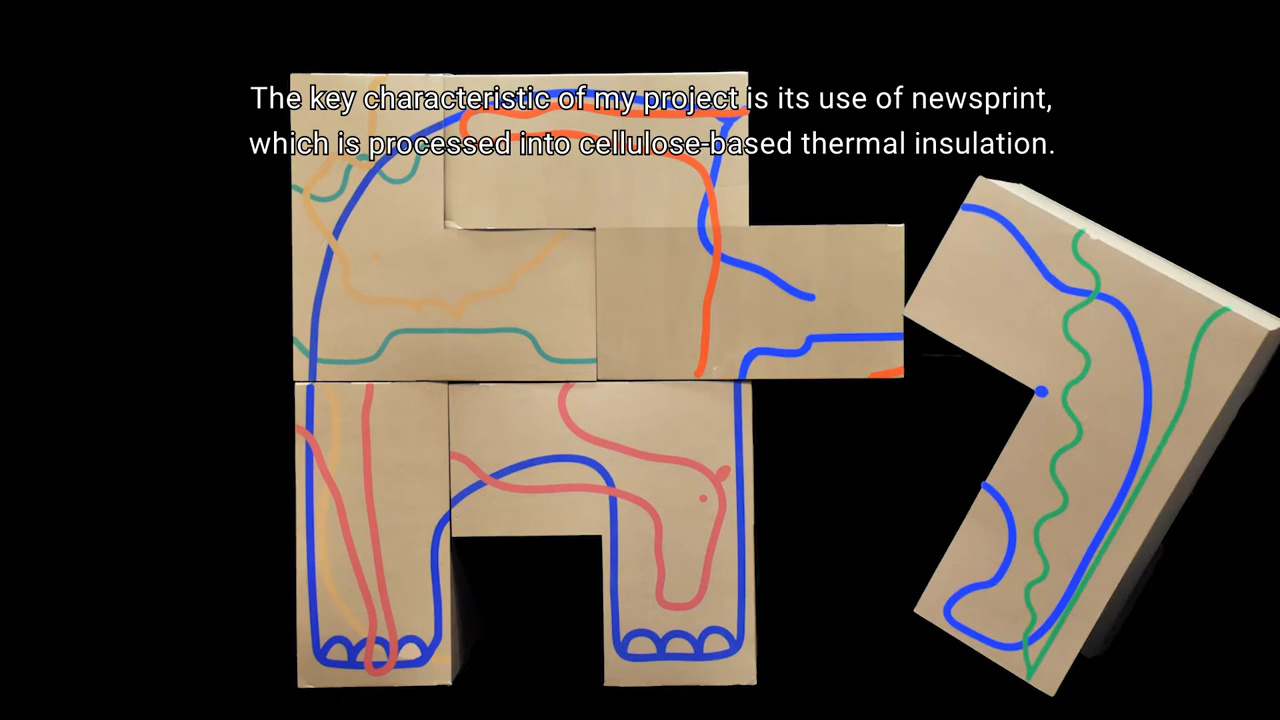 The key characteristic of my project is its use of newsprint,
which is processed into cellulose-based thermal insulation.